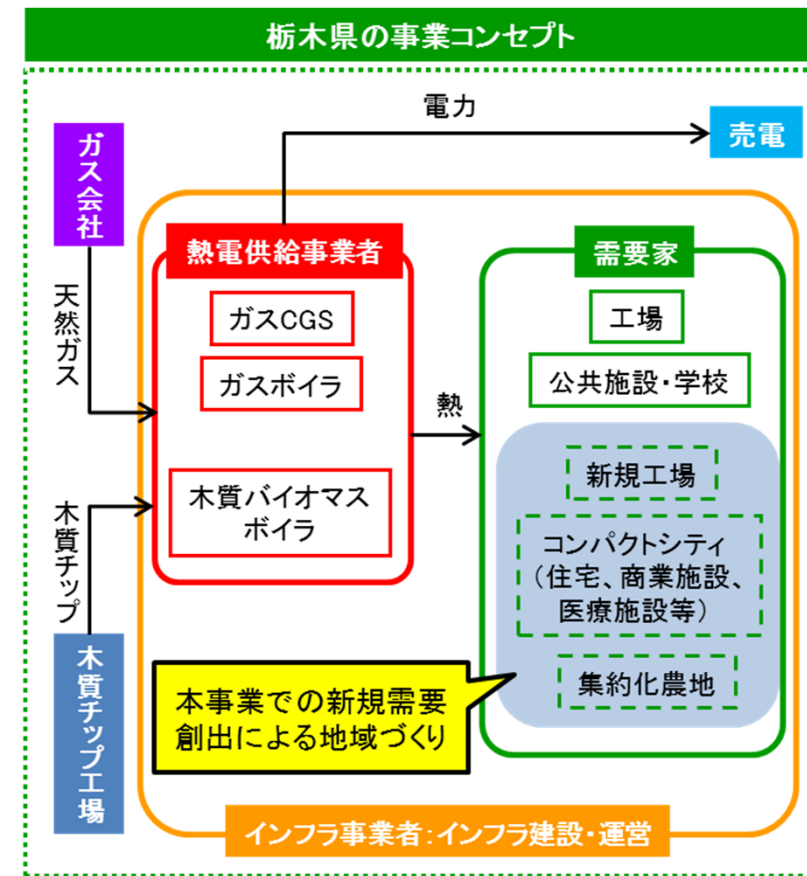 栃木県の事業コンセプト
電力
売電
ガス会社
天然ガス
熱電供給事業者
ガスCGS
ガスボイラ
木質バイオマス
ボイラ
熱
需要家
工場
公共施設・学校
新規工場
コンパクトシティ
（住宅、商業施設、
医療施設等）
集約化農地
木質チップ
木質チップ工場
本事業での新規需要
創出による地域づくり
インフラ事業者：インフラ建設・運営